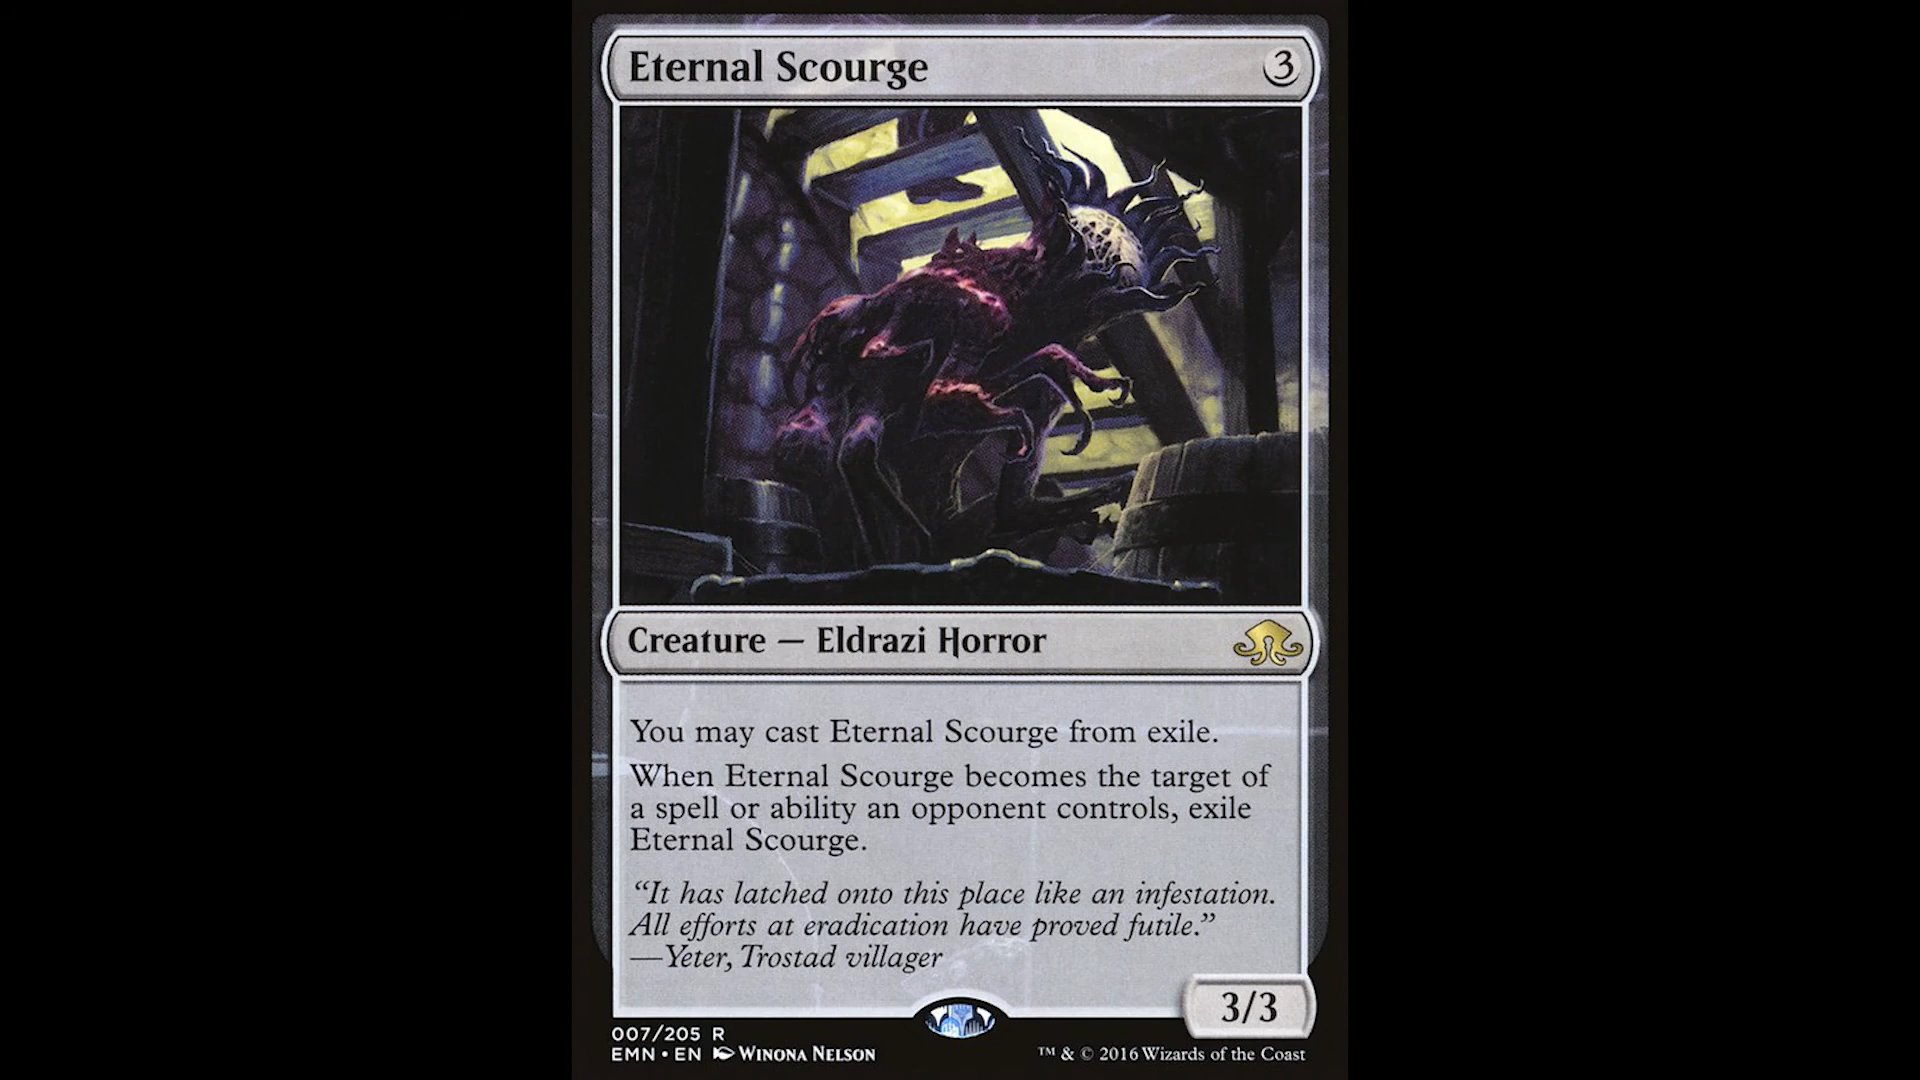 Eternal Scourge 3
Creature — Eldrazi Horror
You may cast Eternal Scourge from exile.
When Eternal Scourge becomes the target of
a spell or ability an opponent controls, exile
Eternal Scourge.
“It has latched onto this place like an infestation.
All efforts at eradication have proved futile.”
—Yeter, Trostad villager
3/3
007/205 R
EMN • EN Winona Nelson
™ & © 2016 Wizards of the Coast